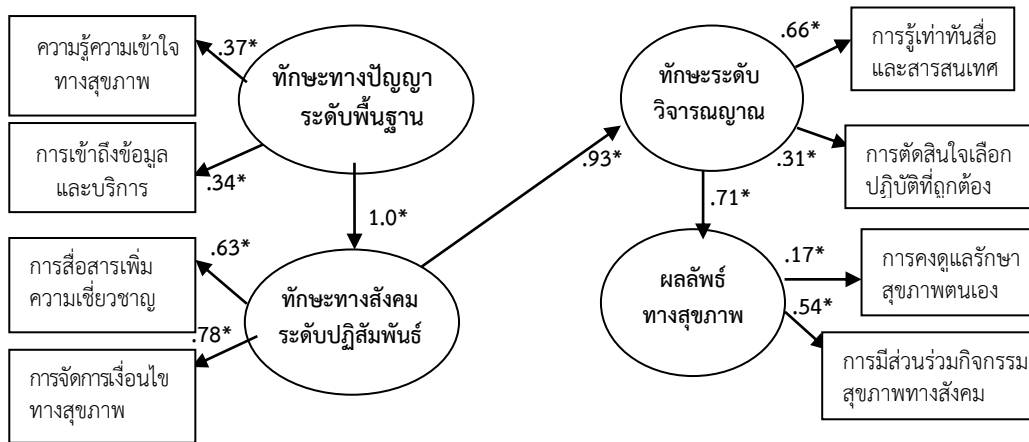 ความรู้ความเข้าใจ
ทางสุขภาพ
.37*
ทักษะทางปัญญา
ระดับพื้นฐาน
การเข้าถึงข้อมูล
และบริการ
.34*
1.0*
การสื่อสารเพิ่ม
ความเชี่ยวชาญ
.63*
ทักษะทางสังคม
ระดับปฏิสัมพันธ์
.78*
การจัดการเงื่อนไข
ทางสุขภาพ
.93*
ทักษะระดับ
วิจารณญาณ
.66*
การรู้เท่าทันสื่อ
และสารสนเทศ
.31*
การตัดสินใจเลือก
ปฏิบัติที่ถูกต้อง
.71*
ผลลัพธ์
ทางสุขภาพ
.17*
การคงดูแลรักษา
สุขภาพตนเอง
.54*
การมีส่วนร่วมกิจกรรม
สุขภาพทางสังคม